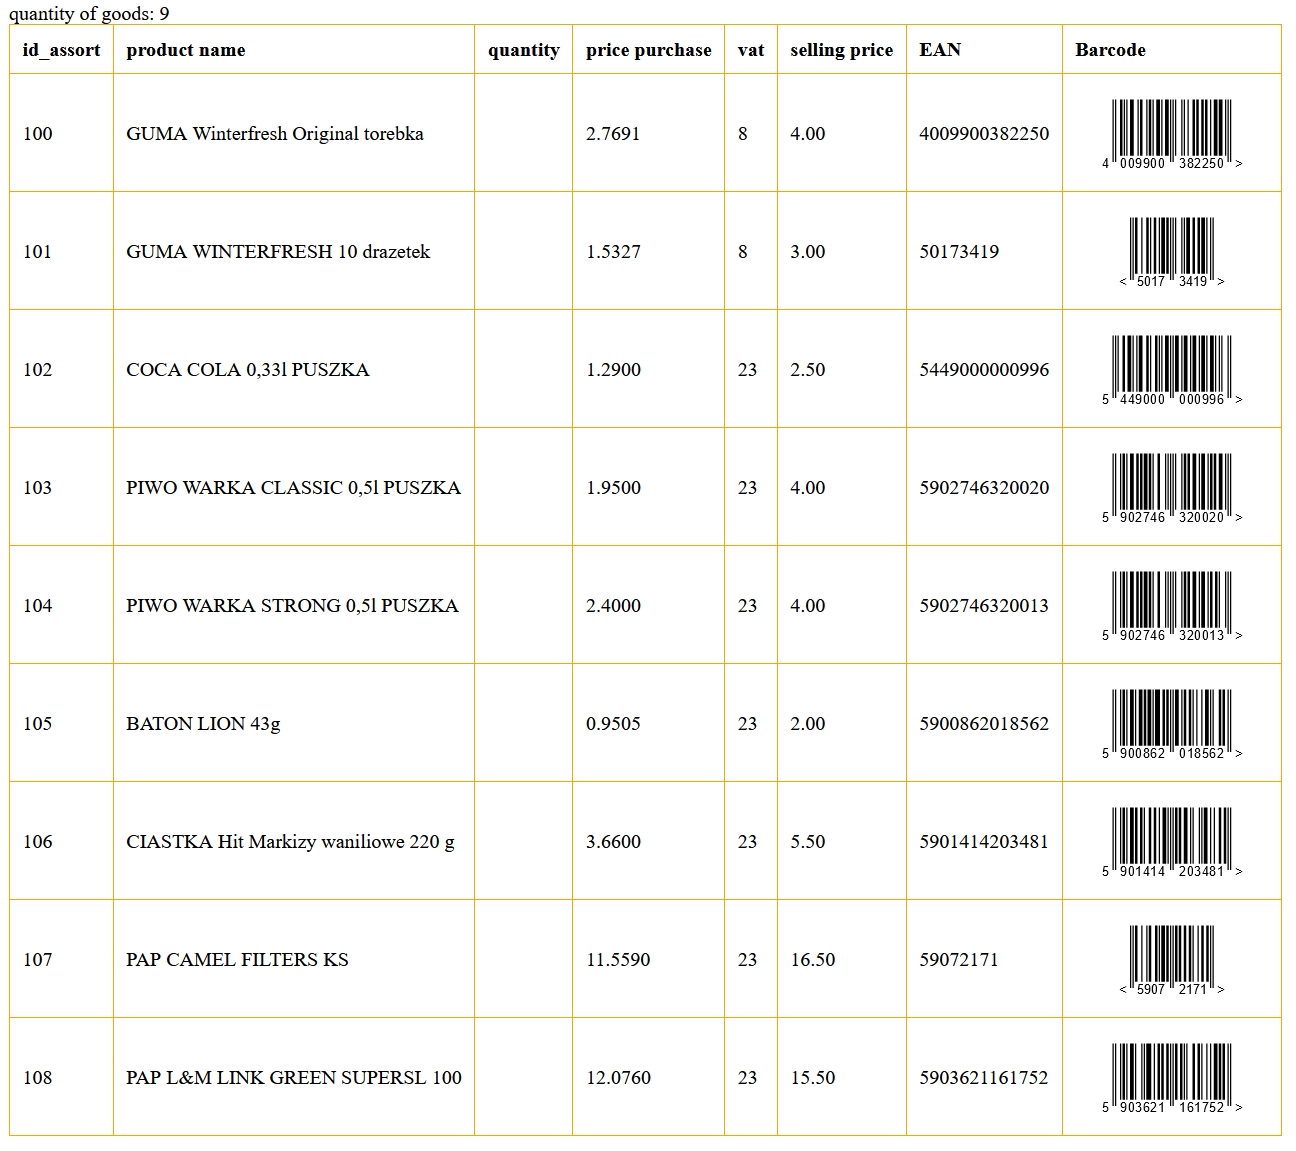 quantity of goods: 9
id_assort product name quantity price purchase vat selling price EAN Barcode
100 GUMA Winterfresh Original torebka 2.7691 8 4.00 4009900382250
4 009900 382250 >
101 GUMA WINTERFRESH 10 drazetek 1.5327 8 3.00 50173419
< 5017 3419 >
102 COCA COLA 0,33l PUSZKA 1.2900 23 2.50 5449000000996
5 449000 000996 >
103 PIWO WARKA CLASSIC 0,5l PUSZKA 1.9500 23 4.00 5902746320020
5 902746 320020 >
104 PIWO WARKA STRONG 0,5l PUSZKA 2.4000 23 4.00 5902746320013
5 902746 320013 >
105 BATON LION 43g 0.9505 23 2.00 5900862018562
5 900862 018562 >
106 CIASTKA Hit Markizy waniliowe 220 g 3.6600 23 5.50 5901414203481
5 901414 203481 >
107 PAP CAMEL FILTERS KS 11.5590 23 16.50 59072171
< 5907 2171 >
108 PAP L&M LINK GREEN SUPERSL 100 12.0760 23 15.50 5903621161752
5 903621 161752 >